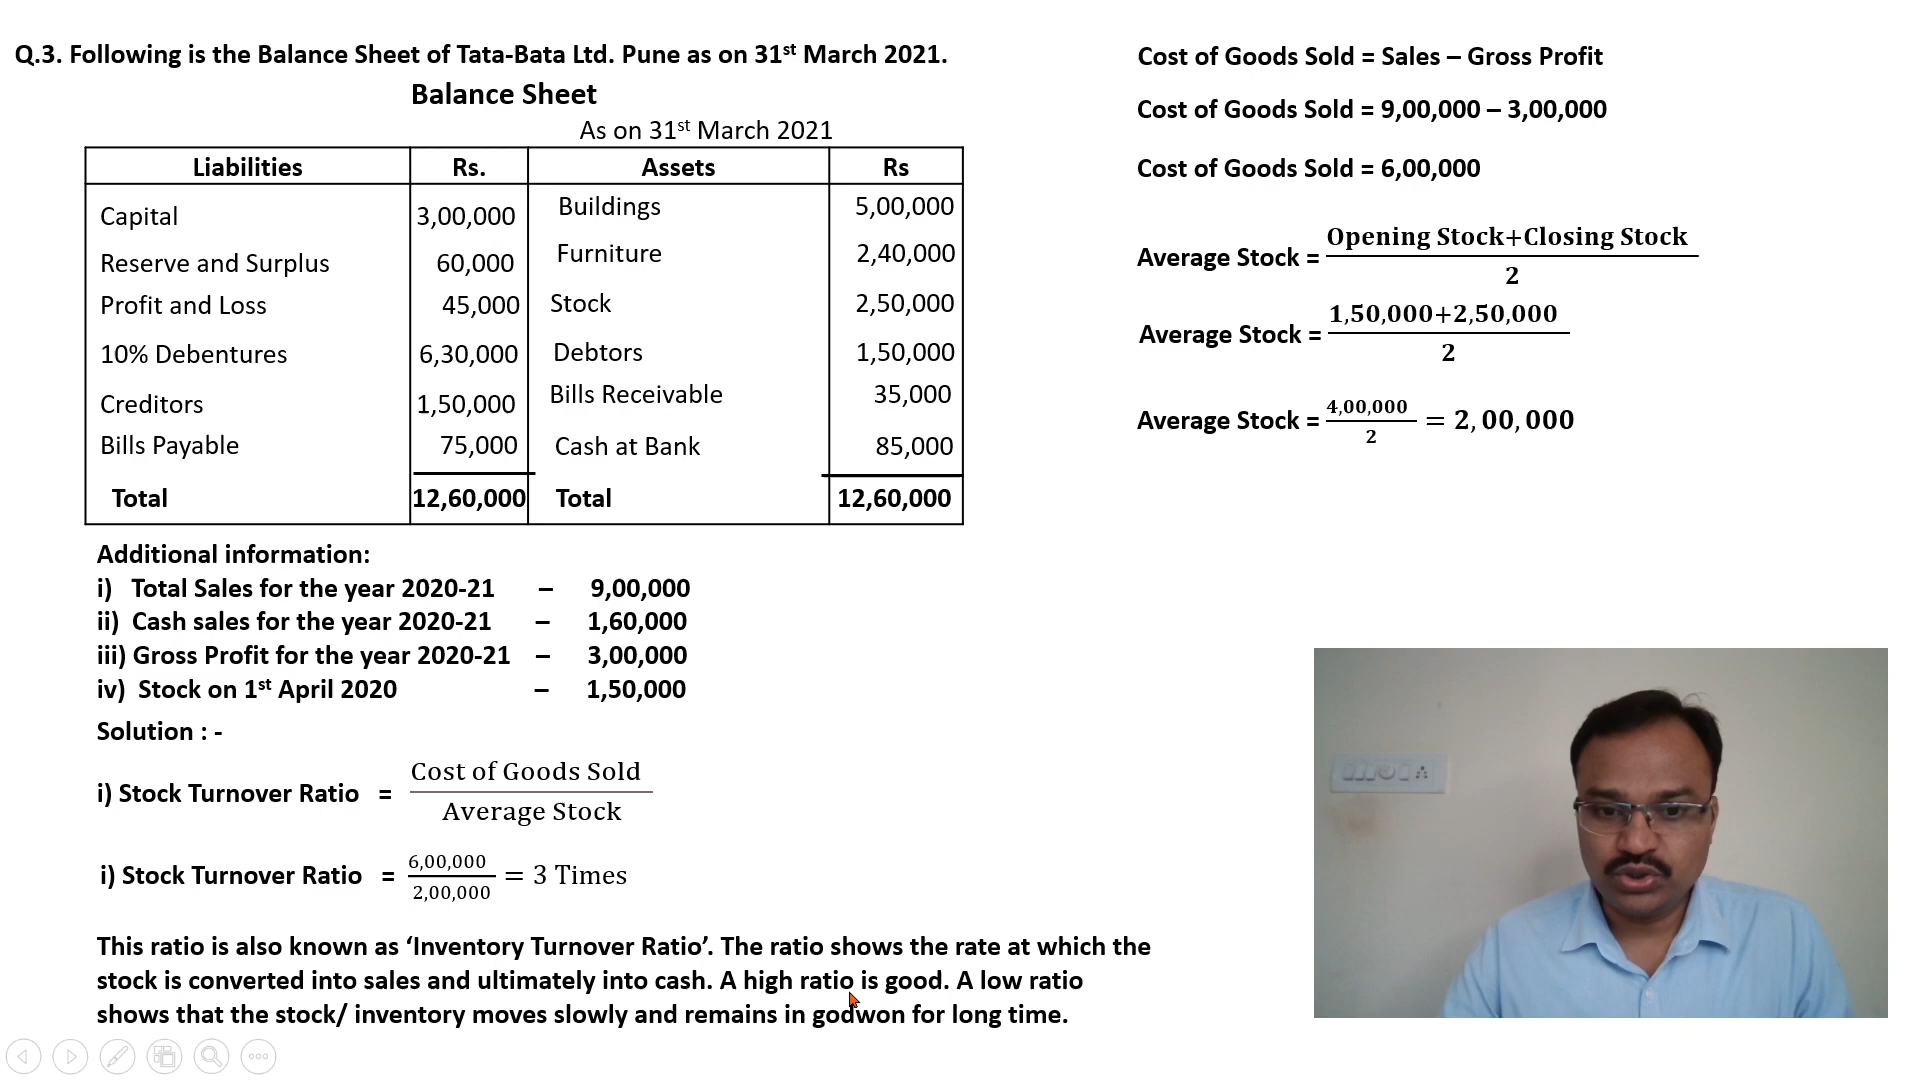 Q.3. Following is the Balance Sheet of Tata-Bata Ltd. Pune as on 31st March 2021.
Balance Sheet
As on 31st March 2021
Liabilities Rs. Assets Rs
Capital 3,00,000 Buildings 5,00,000
Reserve and Surplus 60,000 Furniture 2,40,000
Profit and Loss 45,000 Stock 2,50,000
10% Debentures 6,30,000 Debtors 1,50,000
Creditors 1,50,000 Bills Receivable 35,000
Bills Payable 75,000 Cash at Bank 85,000
Total 12,60,000 Total 12,60,000
Additional information:
i) Total Sales for the year 2020-21 – 9,00,000
ii) Cash sales for the year 2020-21 – 1,60,000
iii) Gross Profit for the year 2020-21 – 3,00,000
iv) Stock on 1st April 2020 – 1,50,000
Solution : -
i) Stock Turnover Ratio =
Cost of Goods Sold
Average Stock
i) Stock Turnover Ratio =
6,00,000
2,00,000
= 3 Times
This ratio is also known as ‘Inventory Turnover Ratio’. The ratio shows the rate at which the
stock is converted into sales and ultimately into cash. A high ratio is good. A low ratio
shows that the stock/ inventory moves slowly and remains in godwon for long time.
Cost of Goods Sold = Sales – Gross Profit
Cost of Goods Sold = 9,00,000 – 3,00,000
Cost of Goods Sold = 6,00,000
Average Stock =
Opening Stock+Closing Stock
2
Average Stock =
1,50,000+2,50,000
2
Average Stock =
4,00,000
2
= 2,00,000